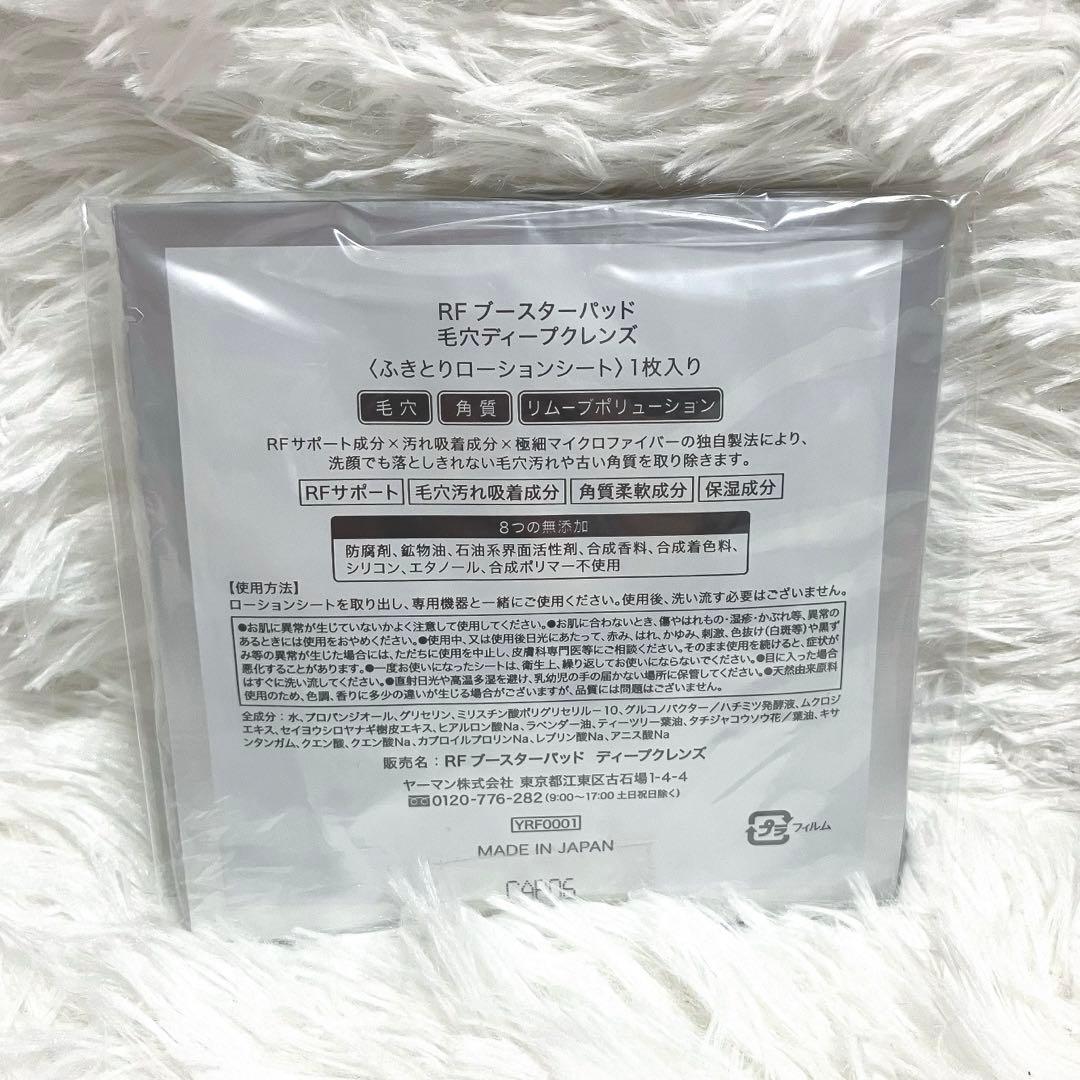 RF ブースターパッド
毛穴ディープクレンズ
〈ふきとりローションシート〉1枚入り
毛穴 角質 リムーブポリューション
RFサポート成分×汚れ吸着成分×極細マイクロファイバーの独自製法により、
洗顔でも落としきれない毛穴汚れや古い角質を取り除きます。
RFサポート 毛穴汚れ吸着成分 角質柔軟成分 保湿成分
8つの無添加
防腐剤、鉱物油、石油系界面活性剤、合成香料、合成着色料、
シリコン、エタノール、合成ポリマー不使用
【使用方法】
ローションシートを取り出し、専用機器と一緒にご使用ください。使用後、洗い流す必要はございません。
●お肌に異常が生じていないかよく注意して使用してください。●お肌に合わないとき、傷やはれもの・湿疹・かぶれ等、異常の
あるときには使用をおやめください。●使用中、又は使用後日光にあたって、赤み、はれ、かゆみ、刺激、色抜け(白斑等)や黒ず
み等の異常が生じた場合には、ただちに使用を中止し、皮膚科専門医等にご相談ください。そのまま使用を続けると、症状が
悪化することがあります。●一度お使いになったシートは、衛生上、繰り返してお使いにならないでください。●目に入った場合
はすぐに洗い流してください。●直射日光や高温多湿を避け、乳幼児の手の届かない場所に保管してください。●天然由来原料
使用のため、色調、香りに多少の違いが生じる場合がございますが、品質には問題はございません。
全成分:水、プロパンジオール、グリセリン、ミリスチン酸ポリグリセリル-10、グルコノバクター/ハチミツ発酵液、ムクロジ
エキス、セイヨウシロヤナギ樹皮エキス、ヒアルロン酸Na、ラベンダー油、ティーツリー葉油、タチジャコウソウ花/葉油、キサ
ンタンガム、クエン酸、クエン酸Na、カプロイルプロリンNa、レブリン酸Na、アニス酸Na
販売名:RF ブースターパッド ディープクレンズ
ヤーマン株式会社 東京都江東区古石場1-4-4
0120-776-282(9:00〜17:00 土日祝日除く)
YRF0001
プラ フィルム
MADE IN JAPAN